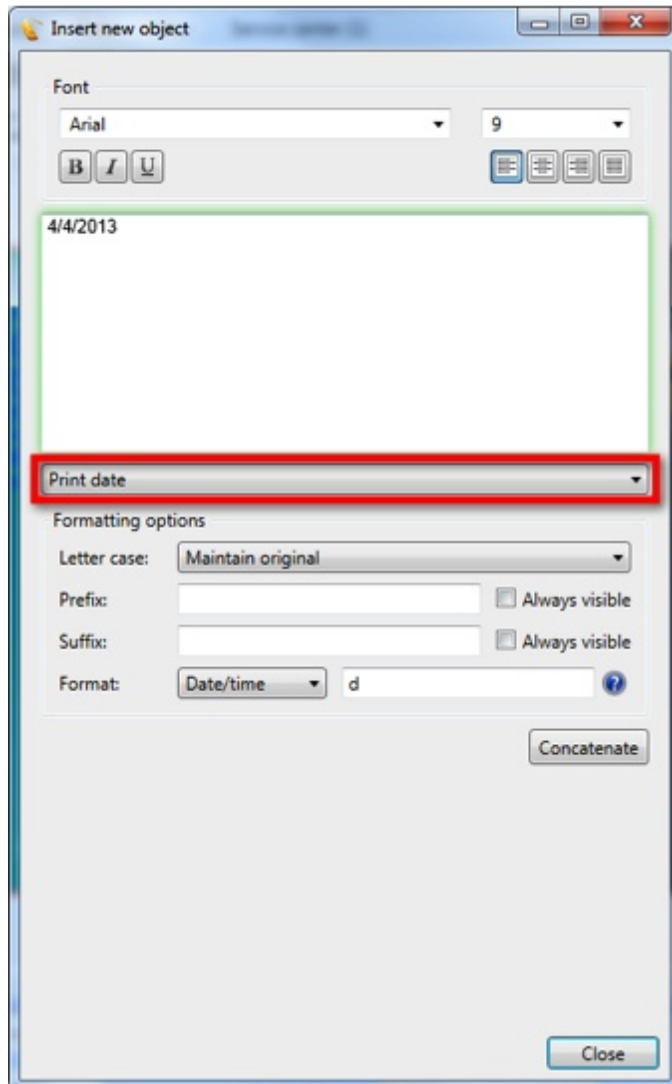 Insert new object
Font
Arial 9
B I U
4/4/2013
Print date
Formatting options
Letter case: Maintain original
Prefix: Always visible
Suffix: Always visible
Format: Date/time d ?
Concatenate
Close